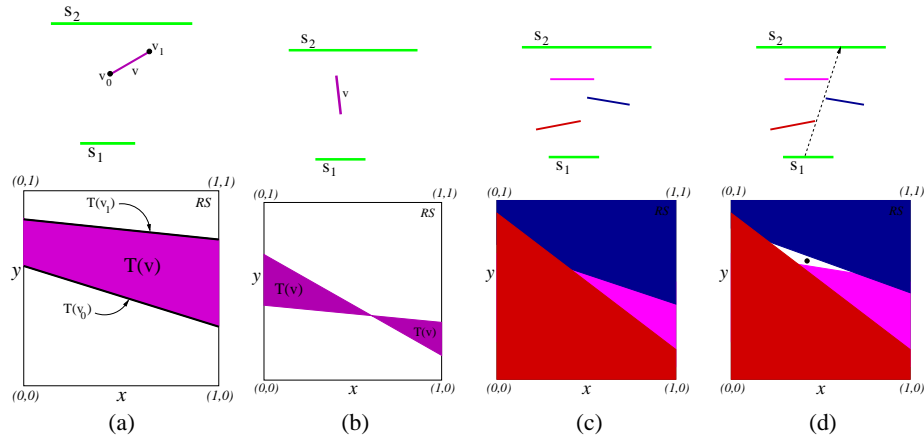 s₂
v₁
v
v₀
s₁
(0,1)
(1,1)
RS
T(v₁)
T(v)
y
T(v₀)
(0,0)
x
(1,0)
(a)
s₂
v
s₁
(0,1)
(1,1)
RS
y
T(v)
T(v)
(0,0)
x
(1,0)
(b)
s₂
s₁
(0,1)
(1,1)
RS
y
(0,0)
x
(1,0)
(c)
s₂
s₁
(0,1)
(1,1)
RS
y
(0,0)
x
(1,0)
(d)